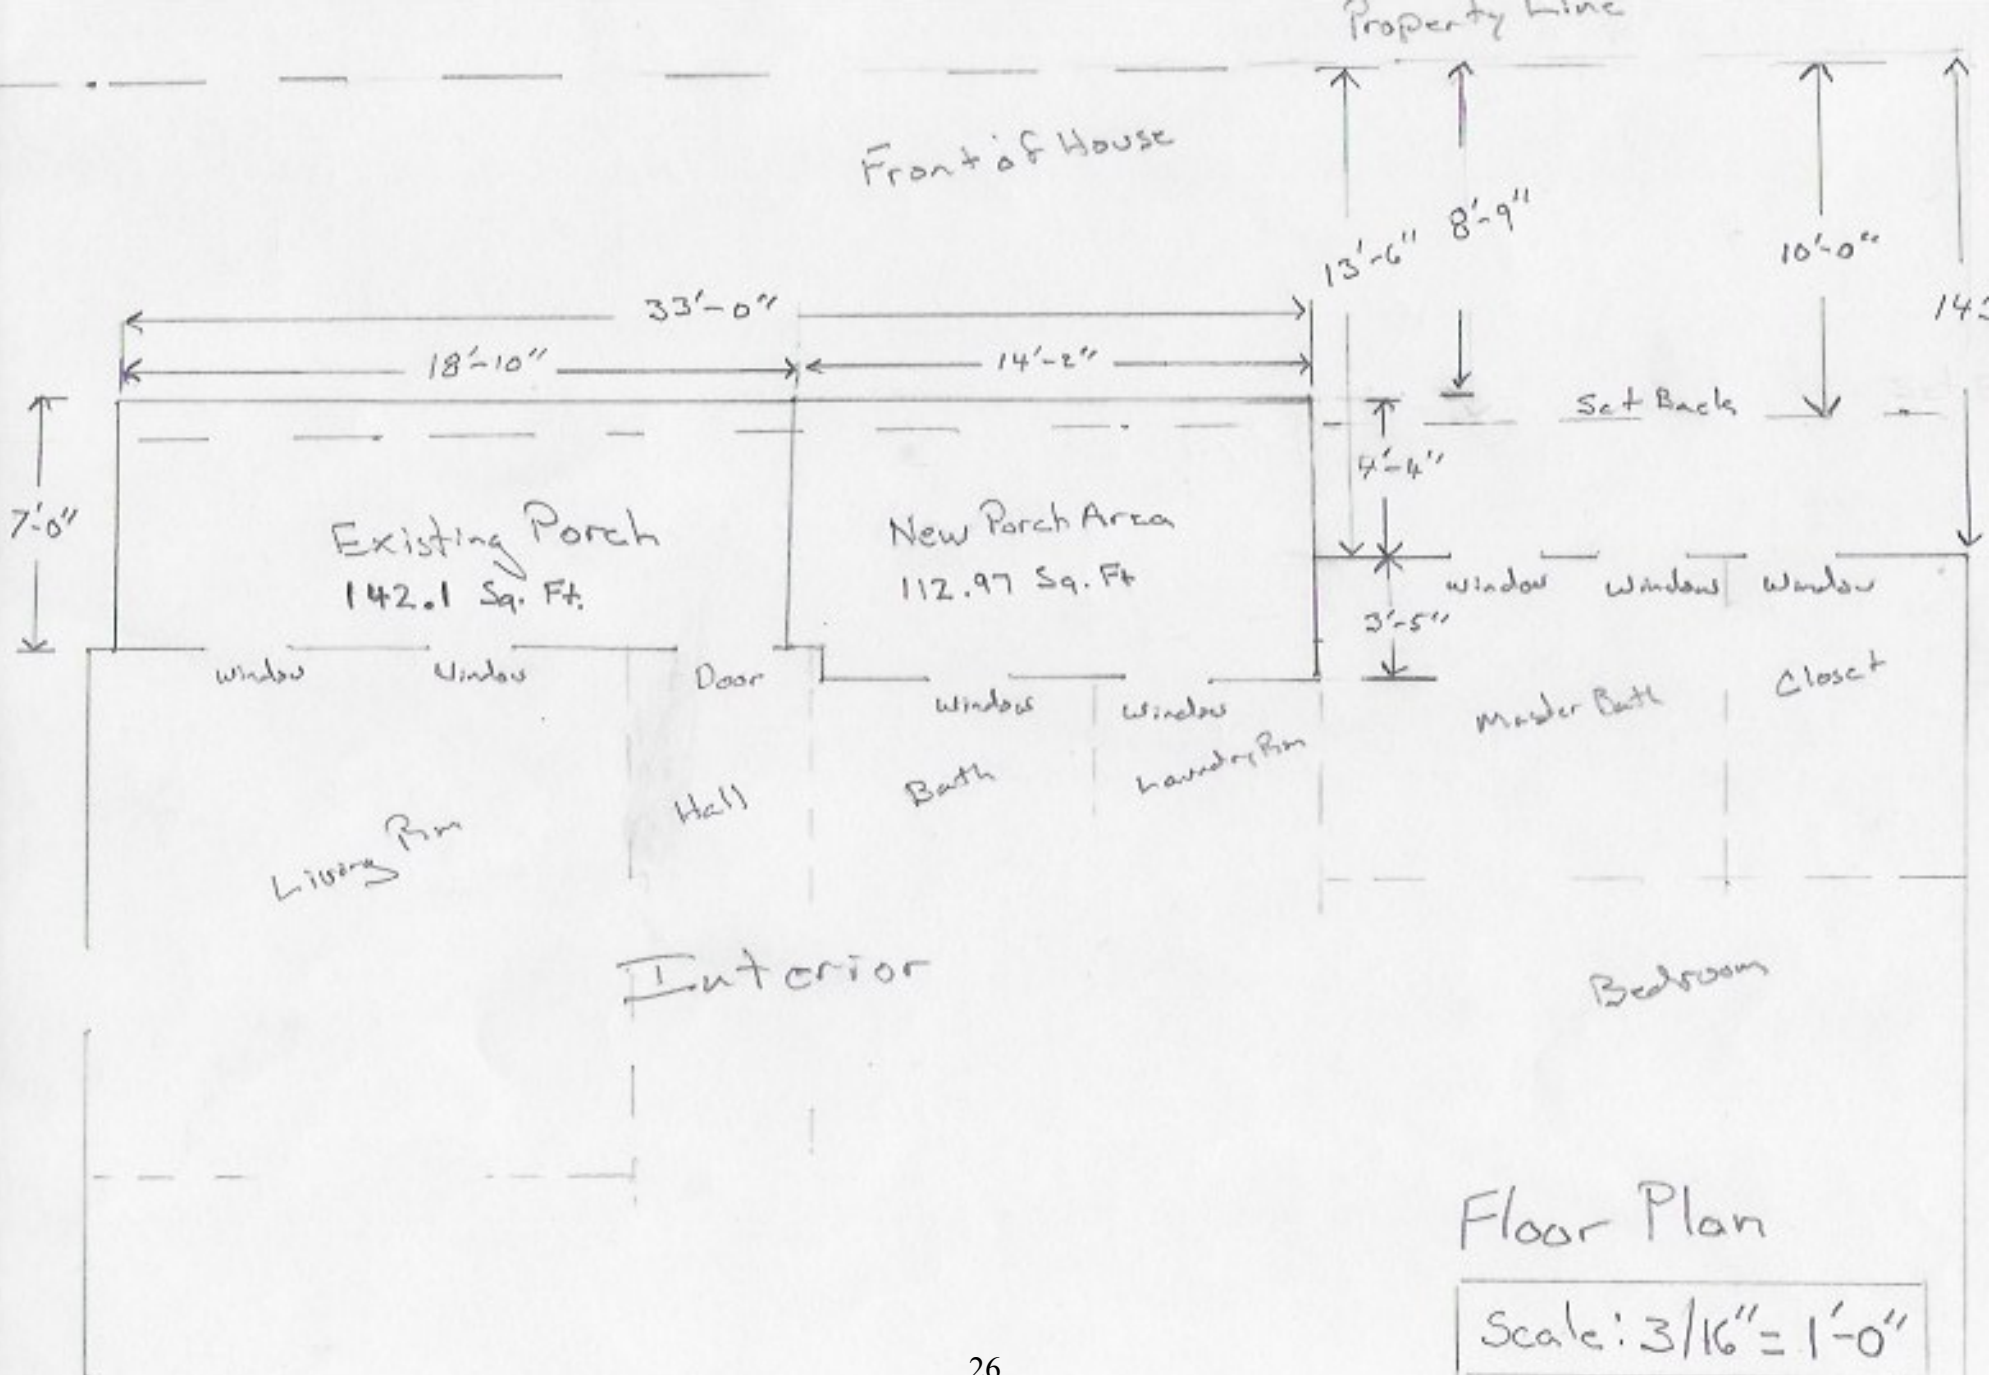 Property Line
Front of House
13'-6"
8'-9"
10'-0"
33'-0"
18'-10"
14'-2"
Set Back
7'-0"
4'-4"
Existing Porch
142.1 Sq. Ft.
New Porch Area
112.97 Sq. Ft
3'-5"
Window
Window
Window
Window
Window
Door
Window
Window
Master Bath
Closet
Living Rm
Hall
Bath
Laundry Rm
Interior
Bedroom
Floor Plan
Scale: 3/16" = 1'-0"
26